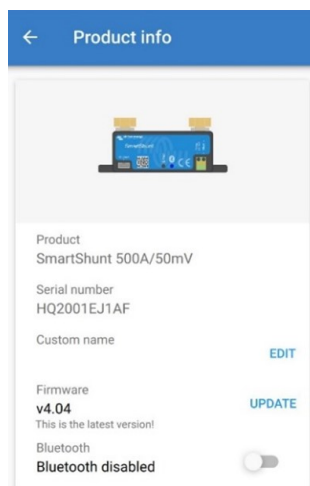 Product info
Product
SmartShunt 500A/50mV
Serial number
HQ2001EJ1AF
Custom name
EDIT
Firmware
v4.04
UPDATE
This is the latest version!
Bluetooth
Bluetooth disabled